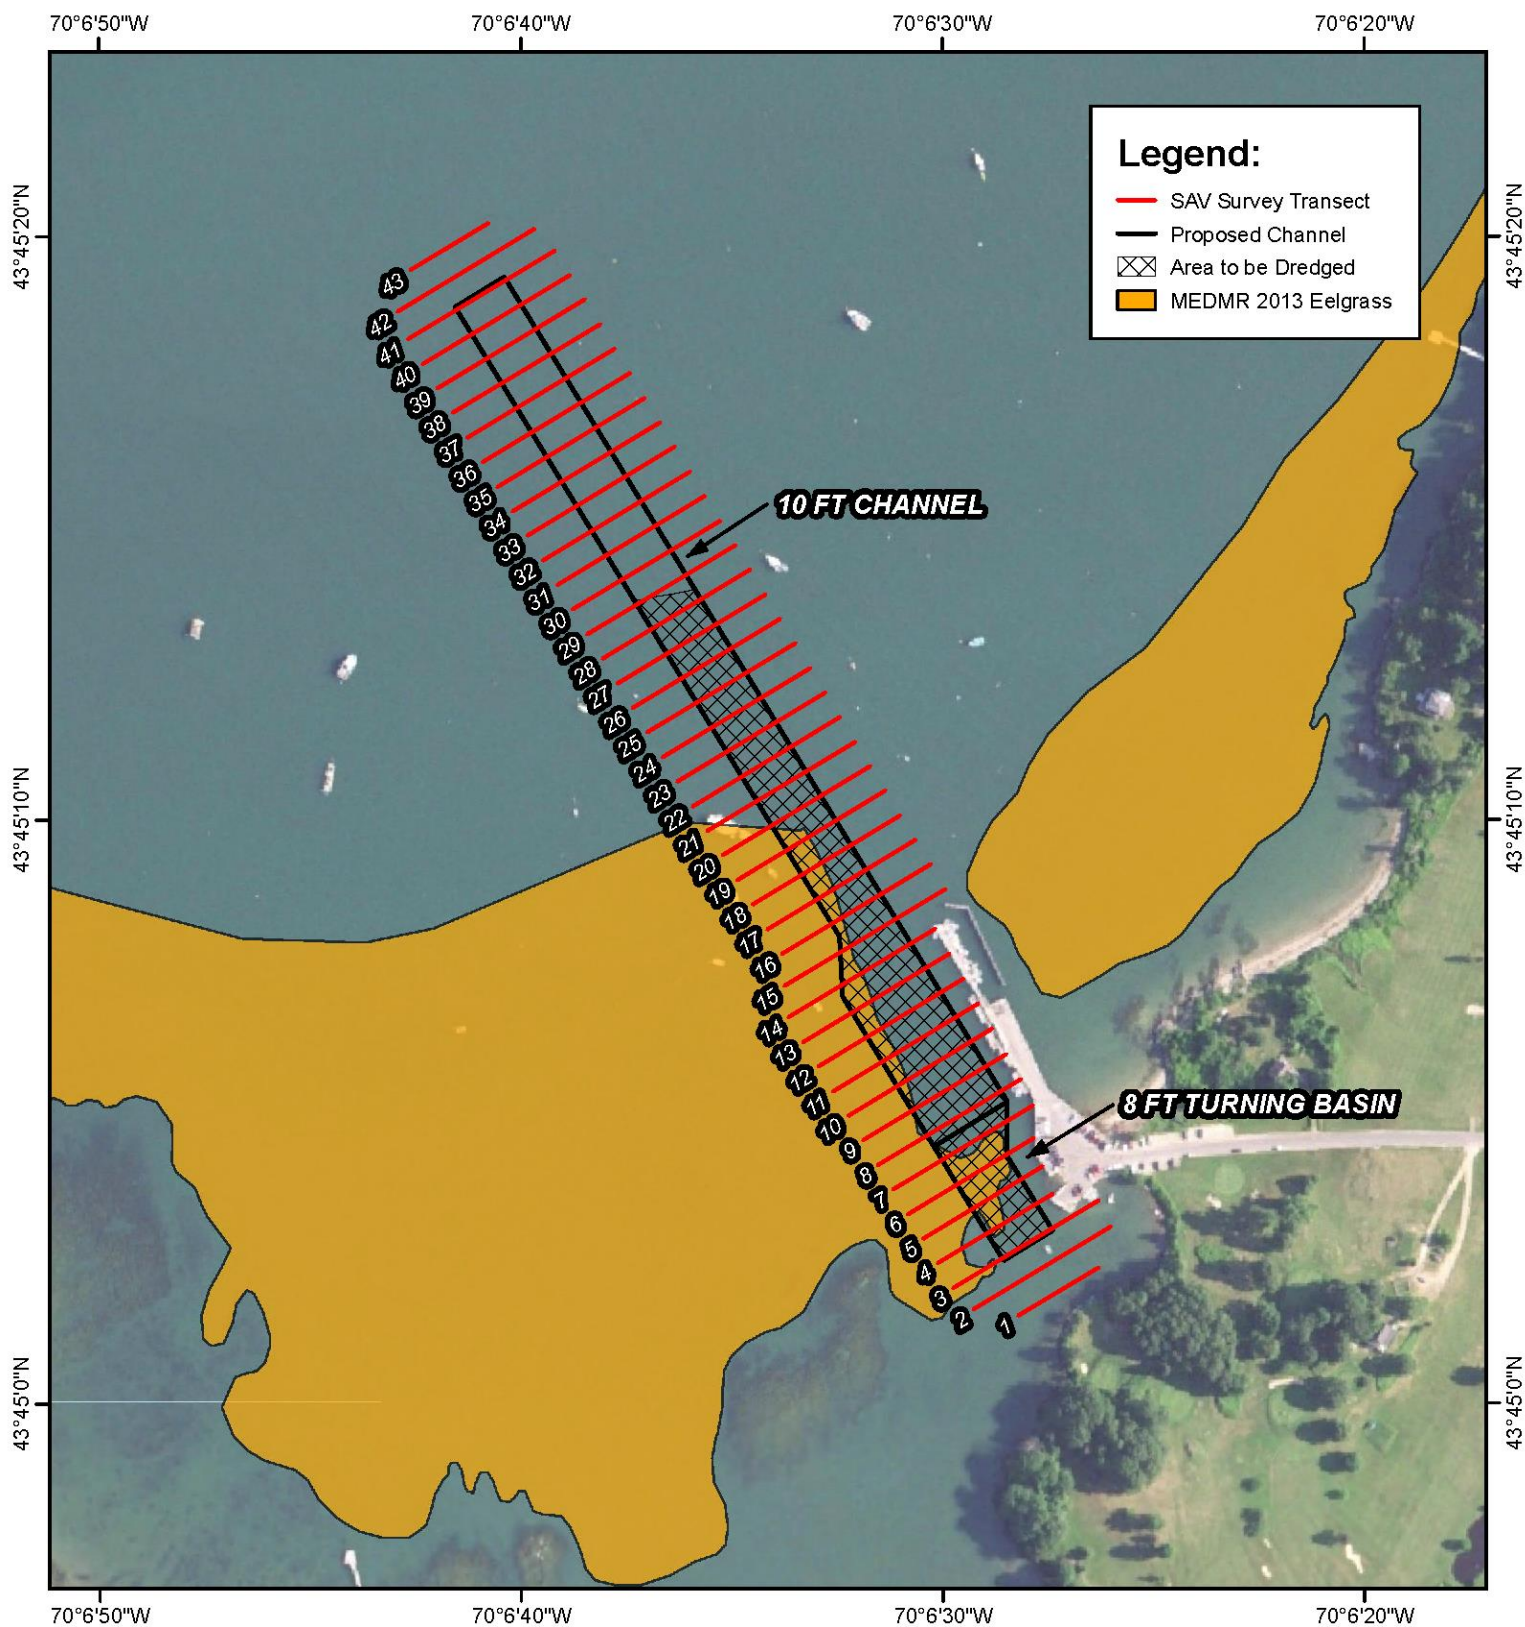 70°6'50"W 70°6'40"W 70°6'30"W 70°6'20"W
Legend:
SAV Survey Transect
Proposed Channel
Area to be Dredged
MEDMR 2013 Eelgrass
43°45'20"N
43°45'20"N
43
42
41
40
39
38
37
36
35
34
10 FT CHANNEL
33
32
31
30
29
28
27
26
25
24
23
22
43°45'10"N
43°45'10"N
21
20
19
18
17
16
15
14
13
12
11
8 FT TURNING BASIN
10
9
8
7
6
5
4
3
2
1
43°45'0"N
43°45'0"N
70°6'50"W 70°6'40"W 70°6'30"W 70°6'20"W